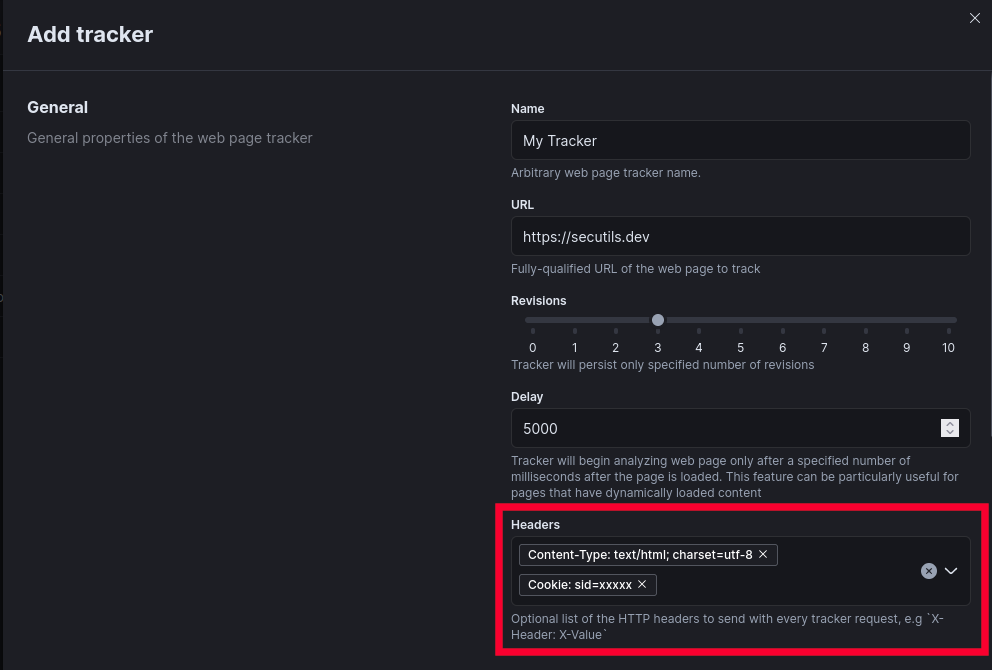 Add tracker
General
General properties of the web page tracker
Name
My Tracker
Arbitrary web page tracker name.
URL
https://secutils.dev
Fully-qualified URL of the web page to track
Revisions
0 1 2 3 4 5 6 7 8 9 10
Tracker will persist only specified number of revisions
Delay
5000
Tracker will begin analyzing web page only after a specified number of
milliseconds after the page is loaded. This feature can be particularly useful for
pages that have dynamically loaded content
Headers
Content-Type: text/html; charset=utf-8
Cookie: sid=xxxxx
Optional list of the HTTP headers to send with every tracker request, e.g `X-
Header: X-Value`